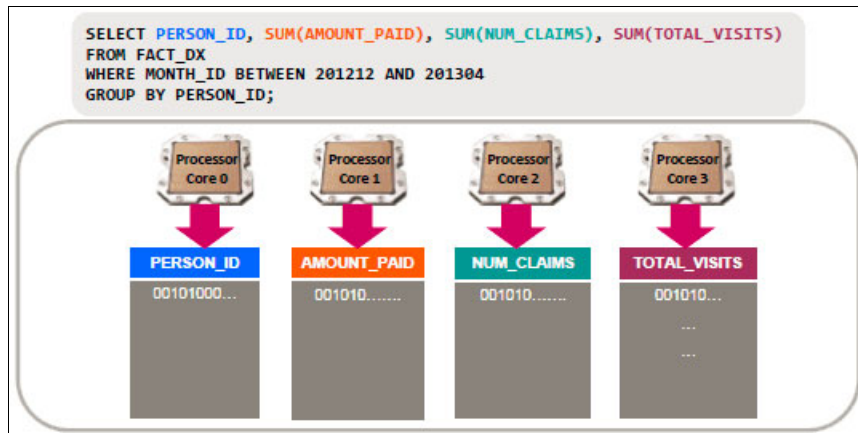 SELECT PERSON_ID, SUM(AMOUNT_PAID), SUM(NUM_CLAIMS), SUM(TOTAL_VISITS)
FROM FACT_DX
WHERE MONTH_ID BETWEEN 201212 AND 201304
GROUP BY PERSON_ID;
Processor Core 0
Processor Core 1
Processor Core 2
Processor Core 3
PERSON_ID
AMOUNT_PAID
NUM_CLAIMS
TOTAL_VISITS
00101000...
001010.......
001010.......
001010...
...
...